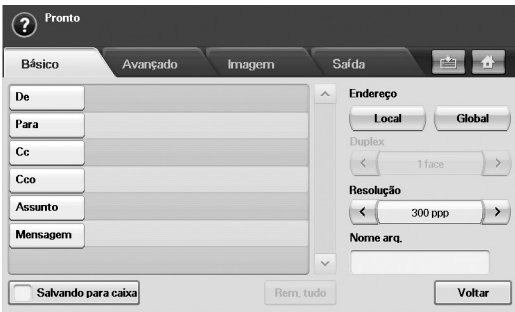 Pronto
Básico Avançado Imagem Saída
De
Para
Cc
Cco
Assunto
Mensagem
Endereço
Local Global
Duplex
1 face
Resolução
300 ppp
Nome arq.
Salvando para caixa Rem. tudo Voltar